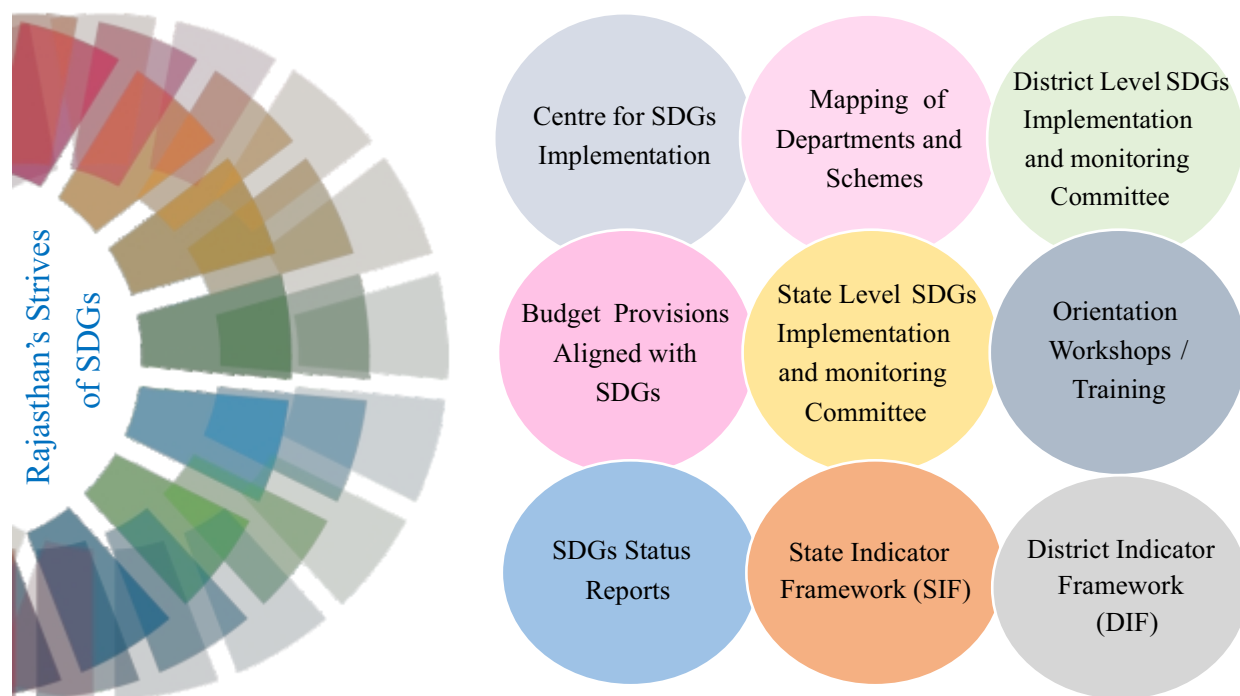 Rajasthan's Strives
of SDGs
Centre for SDGs
Implementation
Mapping of
Departments and
Schemes
District Level SDGs
Implementation
and monitoring
Committee
Budget Provisions
Aligned with
SDGs
State Level SDGs
Implementation
and monitoring
Committee
Orientation
Workshops /
Training
SDGs Status
Reports
State Indicator
Framework (SIF)
District Indicator
Framework
(DIF)